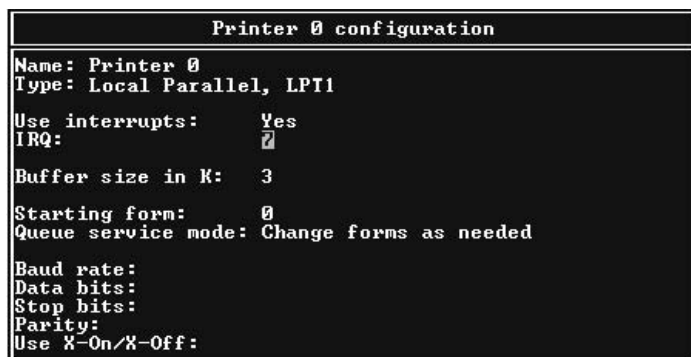 Printer 0 configuration
Name: Printer 0
Type: Local Parallel, LPT1
Use interrupts: Yes
IRQ: 7
Buffer size in K: 3
Starting form: 0
Queue service mode: Change forms as needed
Baud rate:
Data bits:
Stop bits:
Parity:
Use X-On/X-Off: